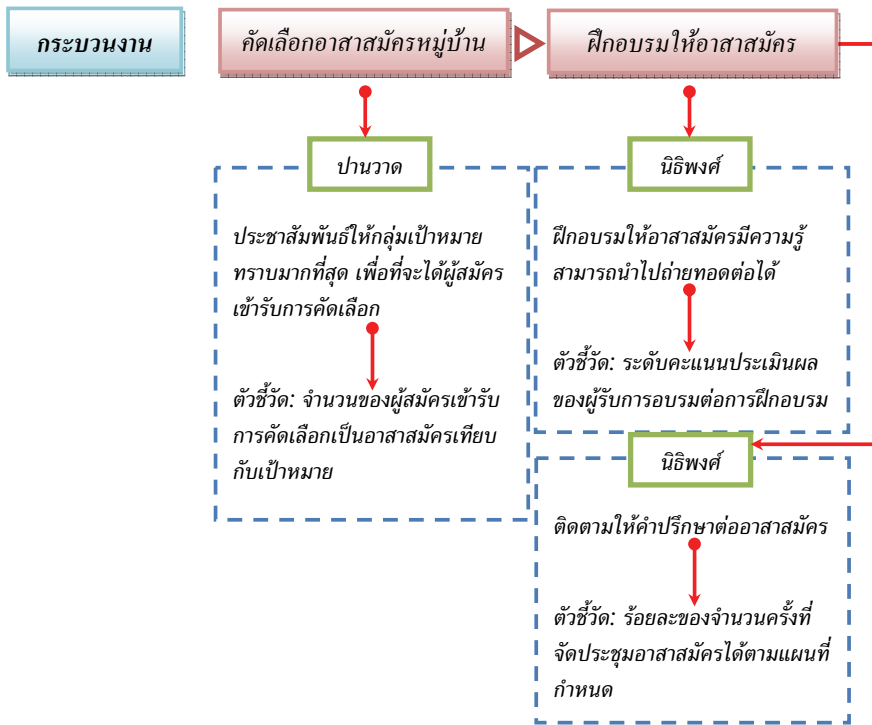 กระบวนงาน
คัดเลือกอาสาสมัครหมู่บ้าน
ฝึกอบรมให้อาสาสมัคร
ปานวาด
ประชาสัมพันธ์ให้กลุ่มเป้าหมาย
ทราบมากที่สุด เพื่อที่จะได้ผู้สมัคร
เข้ารับการคัดเลือก
ตัวชี้วัด: จำนวนของผู้สมัครเข้ารับ
การคัดเลือกเป็นอาสาสมัครเทียบ
กับเป้าหมาย
นิธิพงศ์
ฝึกอบรมให้อาสาสมัครมีความรู้
สามารถนำไปถ่ายทอดต่อได้
ตัวชี้วัด: ระดับคะแนนประเมินผล
ของผู้รับการอบรมต่อการฝึกอบรม
นิธิพงศ์
ติดตามให้คำปรึกษาต่ออาสาสมัคร
ตัวชี้วัด: ร้อยละของจำนวนครั้งที่
จัดประชุมอาสาสมัครได้ตามแผนที่
กำหนด